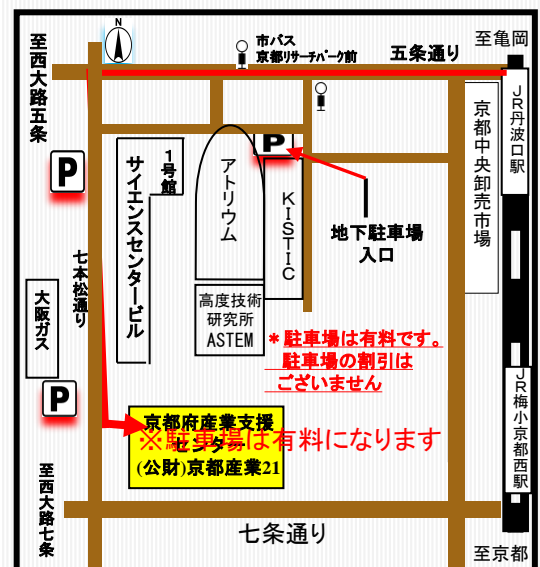 N
至西大路五条
市バス
京都リサーチパーク前
五条通り
至亀岡
JR丹波口駅
京都中央卸売市場
P
P
1号館
サイエンスセンタービル
アトリウム
KISTIC
地下駐車場
入口
七本松通り
大阪ガス
高度技術
研究所
ASTEM
*駐車場は有料です。
駐車場の割引は
ございません
P
京都府産業支援
センター
(公財)京都産業21
※駐車場は有料になります
JR梅小京都西駅
至西大路七条
七条通り
至京都